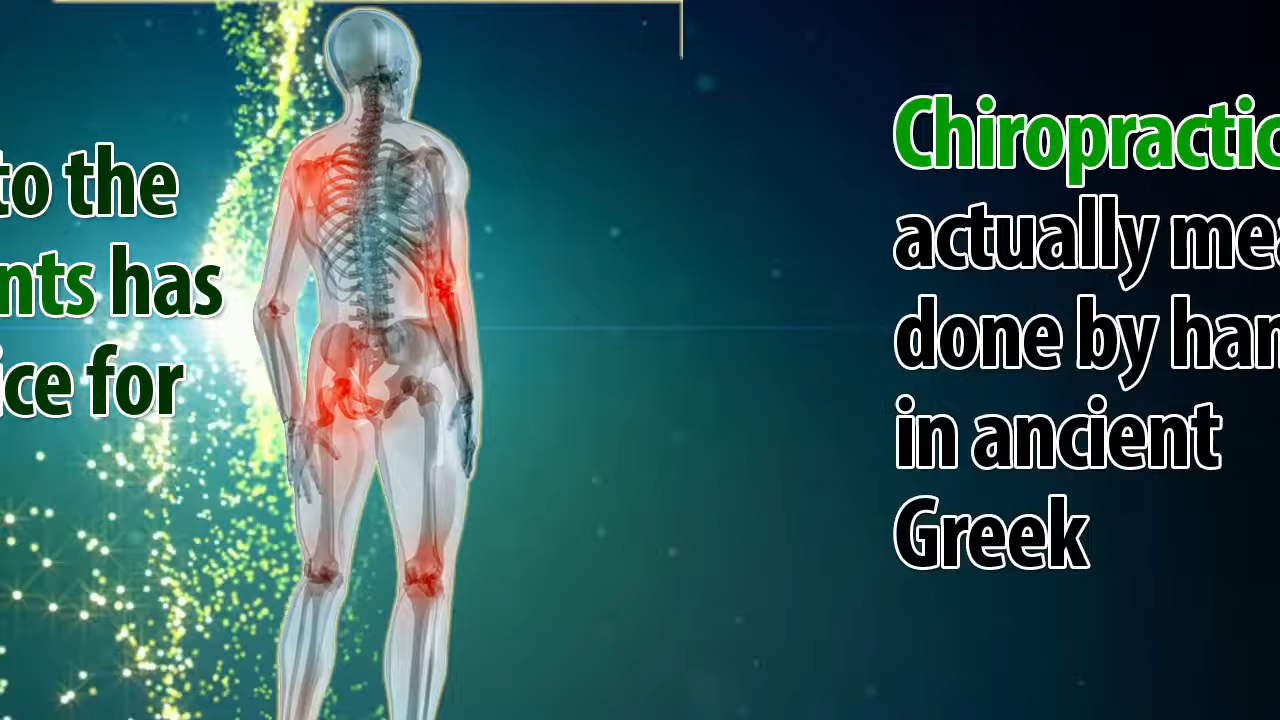 to the
nts has
ice for
Chiropractic
actually mea
done by han
in ancient
Greek